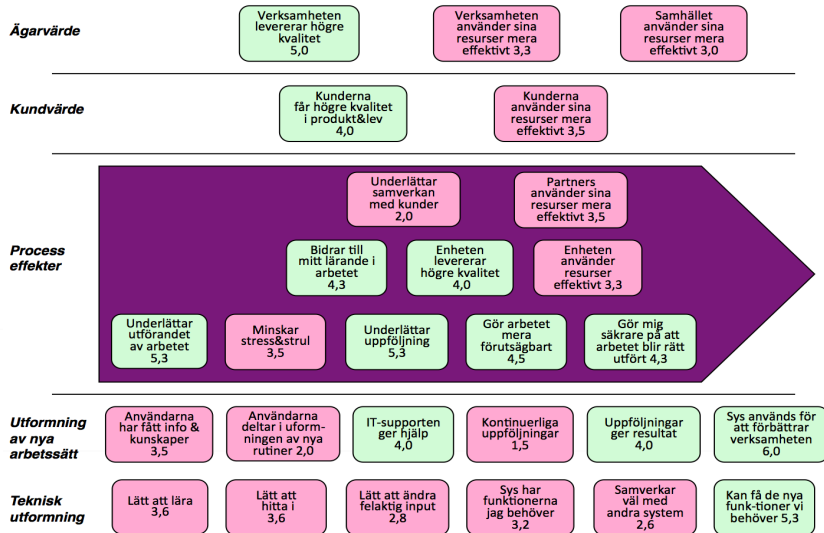 Ägarvärde
Verksamheten
levererar högre
kvalitet
5,0
Verksamheten
använder sina
resurser mera
effektivt 3,3
Samhället
använder sina
resurser mera
effektivt 3,0
Kundvärde
Kunderna
får högre kvalitet
i produkt&lev
4,0
Kunderna
använder sina
resurser mera
effektivt 3,5
Process
effekter
Underlättar
samverkan
med kunder
2,0
Partners
använder sina
resurser mera
effektivt 3,5
Bidrar till
mitt lärande i
arbetet
4,3
Enheten
levererar
högre kvalitet
4,0
Enheten
använder
resurser
effektivt 3,3
Underlättar
utförandet
av arbetet
5,3
Minskar
stress&strul
3,5
Underlättar
uppföljning
5,3
Gör arbetet
mera
förutsägbart
4,5
Gör mig
säkrare på att
arbetet blir rätt
utfört 4,3
Utformning
av nya
arbetssätt
Användarna
har fått info &
kunskaper
3,5
Användarna
deltar i uform-
ningen av nya
rutiner 2,0
IT-supporten
ger hjälp
4,0
Kontinuerliga
uppföljningar
1,5
Uppföljningar
ger resultat
4,0
Sys används för
att förbättrar
verksamheten
6,0
Teknisk
utformning
Lätt att lära
3,6
Lätt att
hitta i
3,6
Lätt att ändra
felaktig input
2,8
Sys har
funktionerna
jag behöver
3,2
Samverkar
väl med
andra system
2,6
Kan få de nya
funk-tioner vi
behöver 5,3